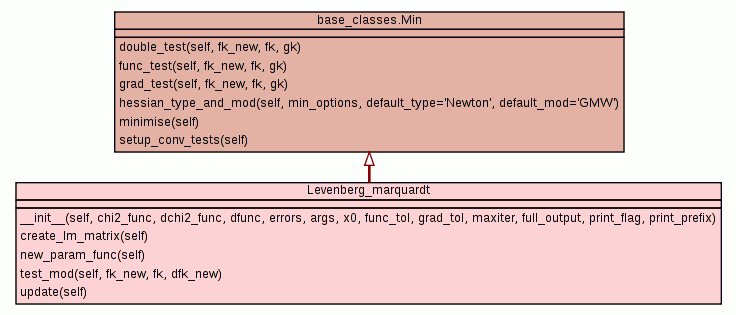 base_classes.Min
double_test(self, fk_new, fk, gk)
func_test(self, fk_new, fk, gk)
grad_test(self, fk_new, fk, gk)
hessian_type_and_mod(self, min_options, default_type='Newton', default_mod='GMW')
minimise(self)
setup_conv_tests(self)
Levenberg_marquardt
__init__(self, chi2_func, dchi2_func, dfunc, errors, args, x0, func_tol, grad_tol, maxiter, full_output, print_flag, print_prefix)
create_lm_matrix(self)
new_param_func(self)
test_mod(self, fk_new, fk, dfk_new)
update(self)